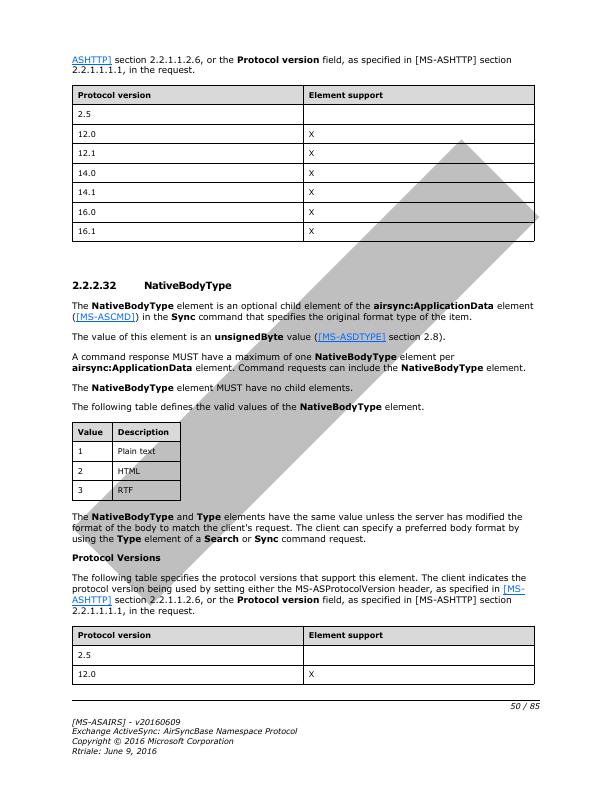 ASHTTP] section 2.2.1.1.2.6, or the Protocol version field, as specified in [MS-ASHTTP] section
2.2.1.1.1.1, in the request.
Protocol version Element support
2.5
12.0 X
12.1 X
14.0 X
14.1 X
16.0 X
16.1 X
2.2.2.32 NativeBodyType
The NativeBodyType element is an optional child element of the airsync:ApplicationData element
([MS-ASCMD]) in the Sync command that specifies the original format type of the item.
The value of this element is an unsignedByte value ([MS-ASDTYPE] section 2.8).
A command response MUST have a maximum of one NativeBodyType element per
airsync:ApplicationData element. Command requests can include the NativeBodyType element.
The NativeBodyType element MUST have no child elements.
The following table defines the valid values of the NativeBodyType element.
Value Description
1 Plain text
2 HTML
3 RTF
The NativeBodyType and Type elements have the same value unless the server has modified the
format of the body to match the client's request. The client can specify a preferred body format by
using the Type element of a Search or Sync command request.
Protocol Versions
The following table specifies the protocol versions that support this element. The client indicates the
protocol version being used by setting either the MS-ASProtocolVersion header, as specified in [MS-
ASHTTP] section 2.2.1.1.2.6, or the Protocol version field, as specified in [MS-ASHTTP] section
2.2.1.1.1.1, in the request.
Protocol version Element support
2.5
12.0 X
50 / 85
[MS-ASAIRS] - v20160609
Exchange ActiveSync: AirSyncBase Namespace Protocol
Copyright © 2016 Microsoft Corporation
Rtriale: June 9, 2016